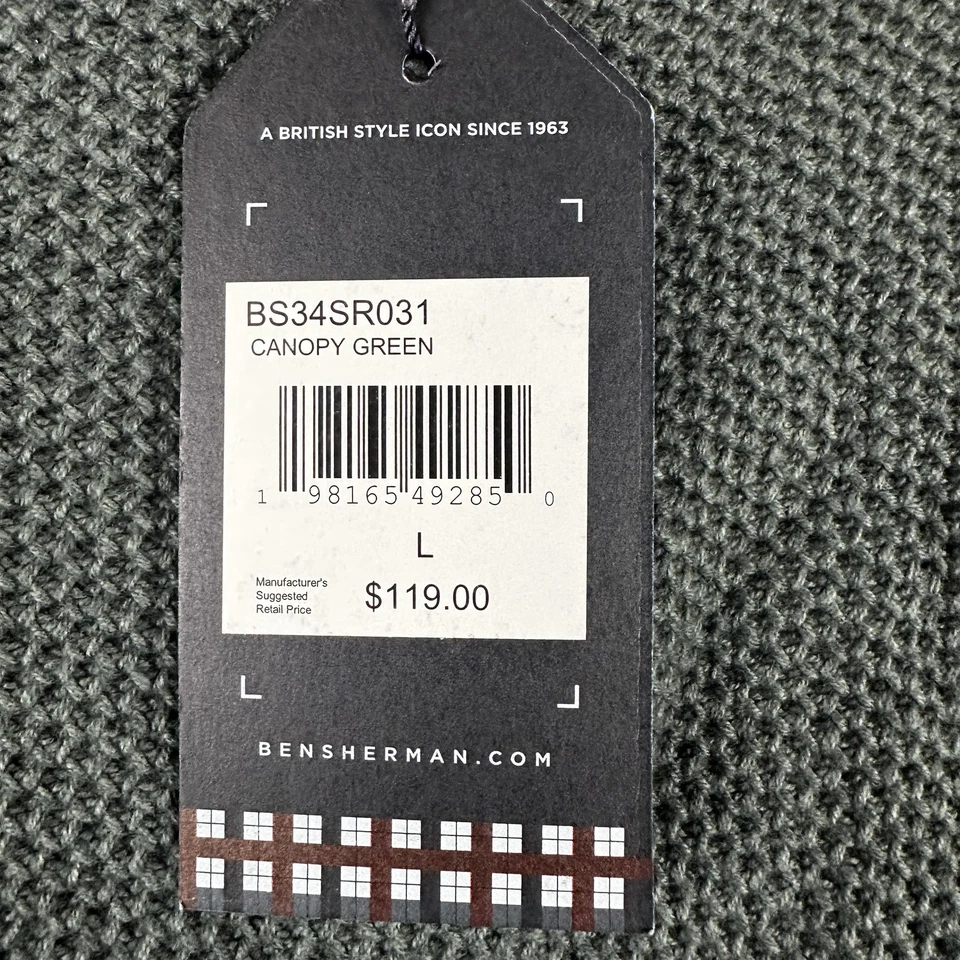 A BRITISH STYLE ICON SINCE 1963
BS34SR031
CANOPY GREEN
1 98165 49285 0
L
Manufacturer's
Suggested
Retail Price
$119.00
BENSHERMAN.COM